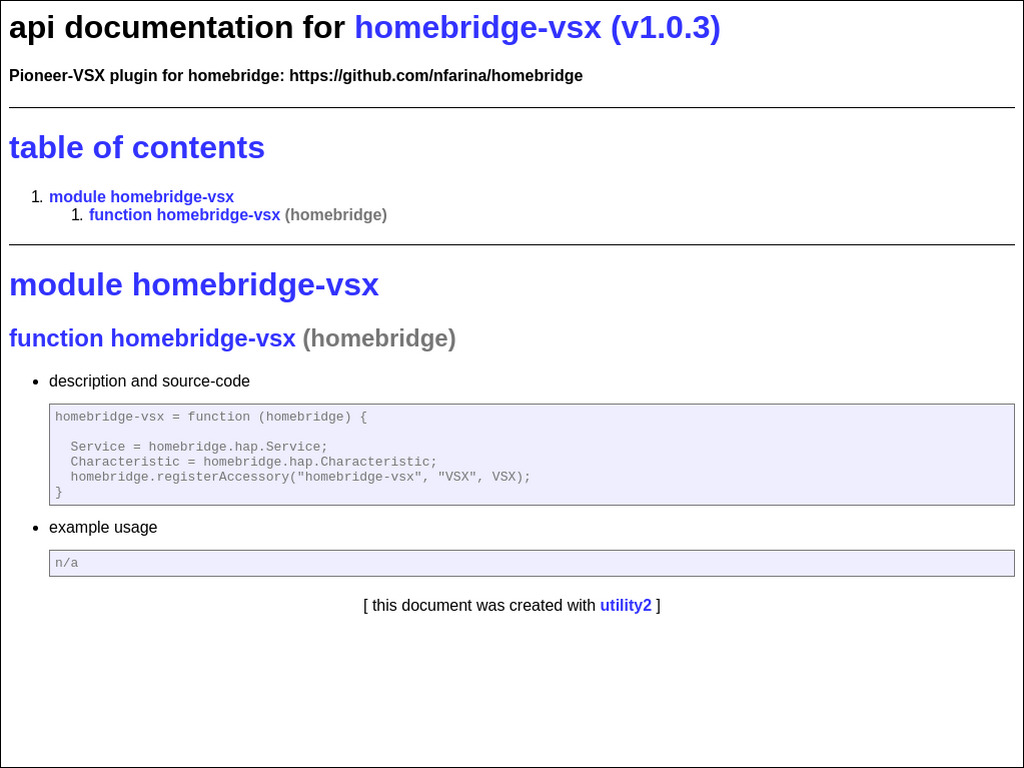 api documentation for homebridge-vsx (v1.0.3)
Pioneer-VSX plugin for homebridge: https://github.com/nfarina/homebridge
table of contents
1. module homebridge-vsx
1. function homebridge-vsx (homebridge)
module homebridge-vsx
function homebridge-vsx (homebridge)
• description and source-code
homebridge-vsx = function (homebridge) {
  Service = homebridge.hap.Service;
  Characteristic = homebridge.hap.Characteristic;
  homebridge.registerAccessory("homebridge-vsx", "VSX", VSX);
}
• example usage
n/a
[ this document was created with utility2 ]